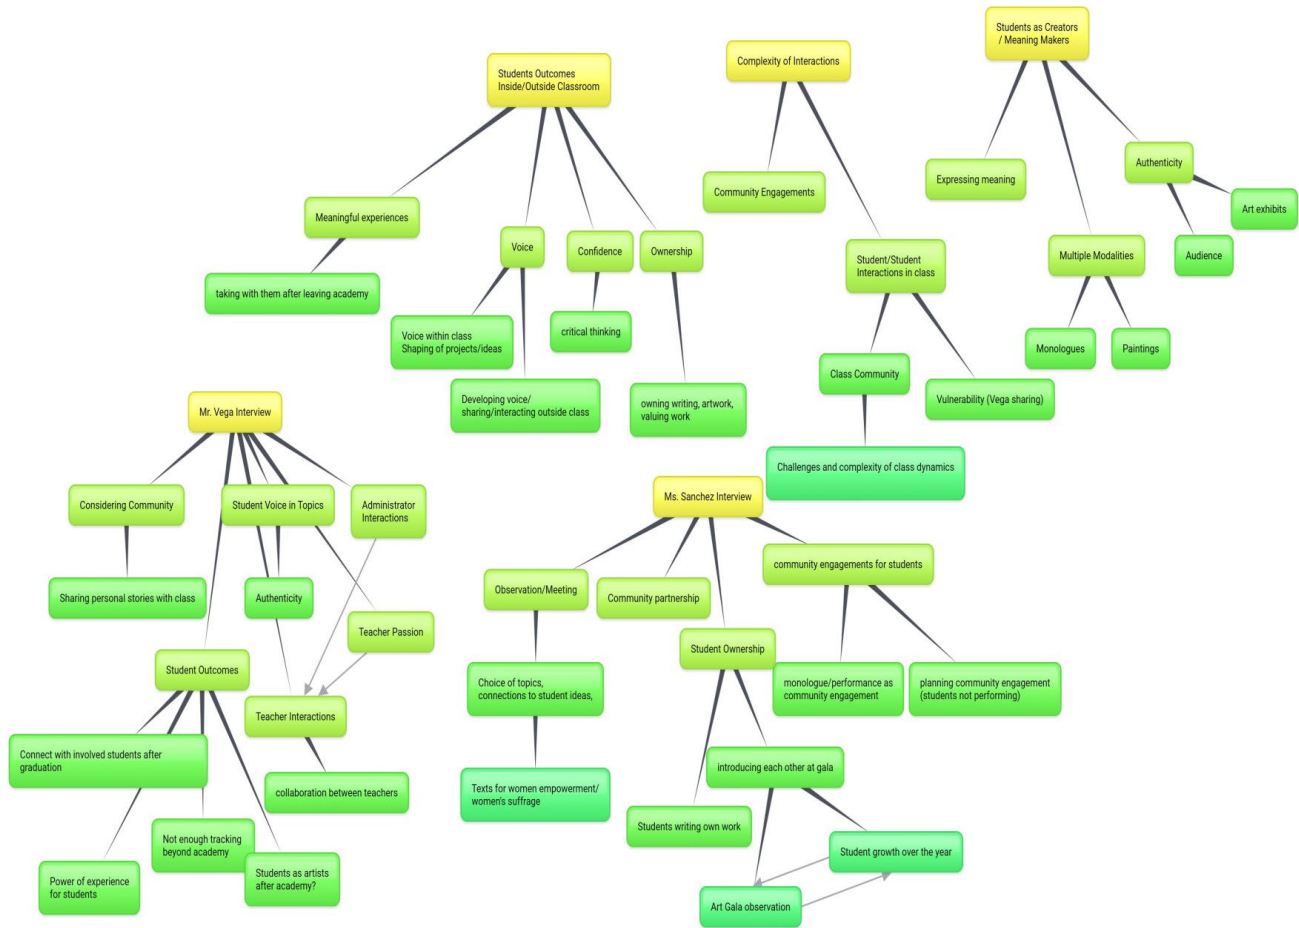 Students Outcomes
Inside/Outside Classroom
Meaningful experiences
taking with them after leaving academy
Voice
Voice within class
Shaping of projects/ideas
Developing voice/
sharing/interacting outside class
Confidence
critical thinking
Ownership
owning writing, artwork,
valuing work
Complexity of Interactions
Community Engagements
Student/Student
Interactions in class
Class Community
Challenges and complexity of class dynamics
Vulnerability (Vega sharing)
Students as Creators
/ Meaning Makers
Expressing meaning
Multiple Modalities
Monologues
Paintings
Authenticity
Audience
Art exhibits
Mr. Vega Interview
Considering Community
Sharing personal stories with class
Student Voice in Topics
Authenticity
Administrator
Interactions
Teacher Passion
Student Outcomes
Teacher Interactions
collaboration between teachers
Connect with involved students after
graduation
Power of experience
for students
Not enough tracking
beyond academy
Students as artists
after academy?
Ms. Sanchez Interview
Observation/Meeting
Choice of topics,
connections to student ideas,
Texts for women empowerment/
women's suffrage
Community partnership
Student Ownership
Students writing own work
introducing each other at gala
Student growth over the year
Art Gala observation
community engagements for students
monologue/performance as
community engagement
planning community engagement
(students not performing)